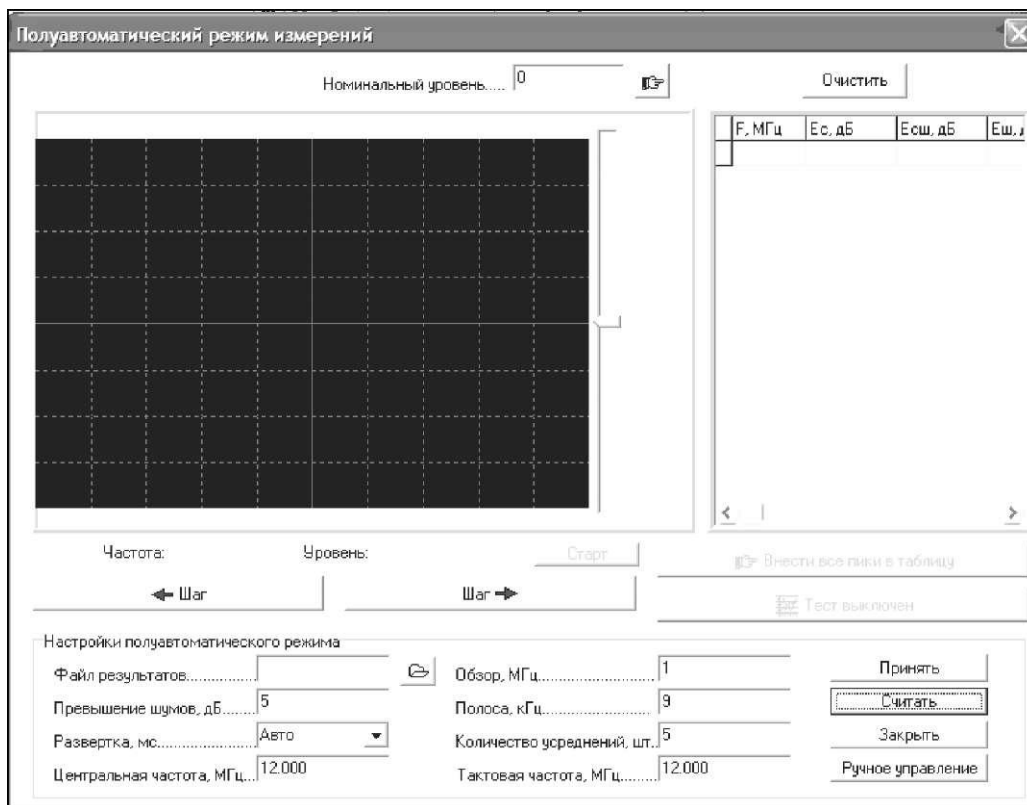 Полуавтоматический режим измерений
Номинальный уровень..... 0
Очистить
F, МГц Ес, дБ Есш, дБ Еш, д
Частота: Уровень: Старт
Внести все пики в таблицу
Шаг Шаг
Тест выключен
Настройки полуавтоматического режима
Файл результатов...............
Обзор, МГц......................... 1
Принять
Превышение шумов, дБ....... 5
Полоса, кГц........................ 9
Считать
Развертка, мс.................... Авто
Количество усреднений, шт. 5
Закрыть
Центральная частота, МГц... 12.000
Тактовая частота, МГц......... 12.000
Ручное управление